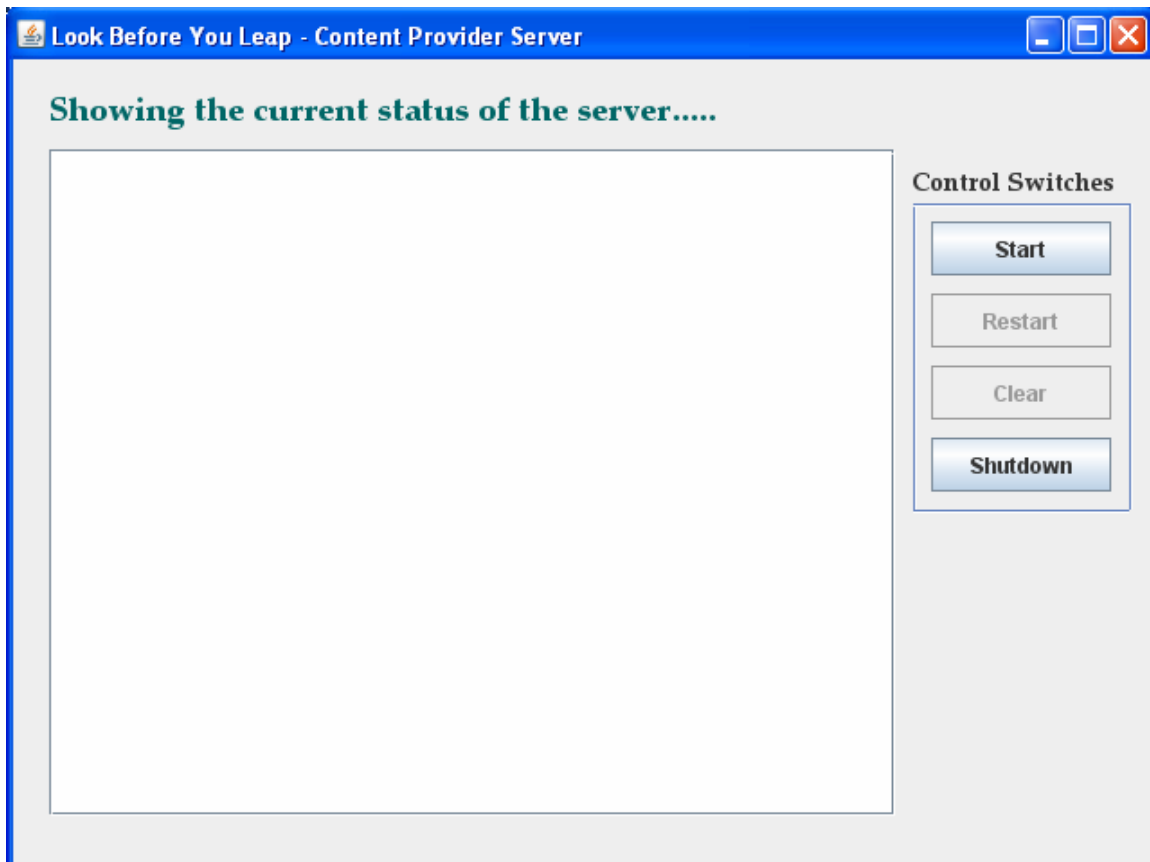 Look Before You Leap - Content Provider Server
Showing the current status of the server.....
Control Switches
Start
Restart
Clear
Shutdown